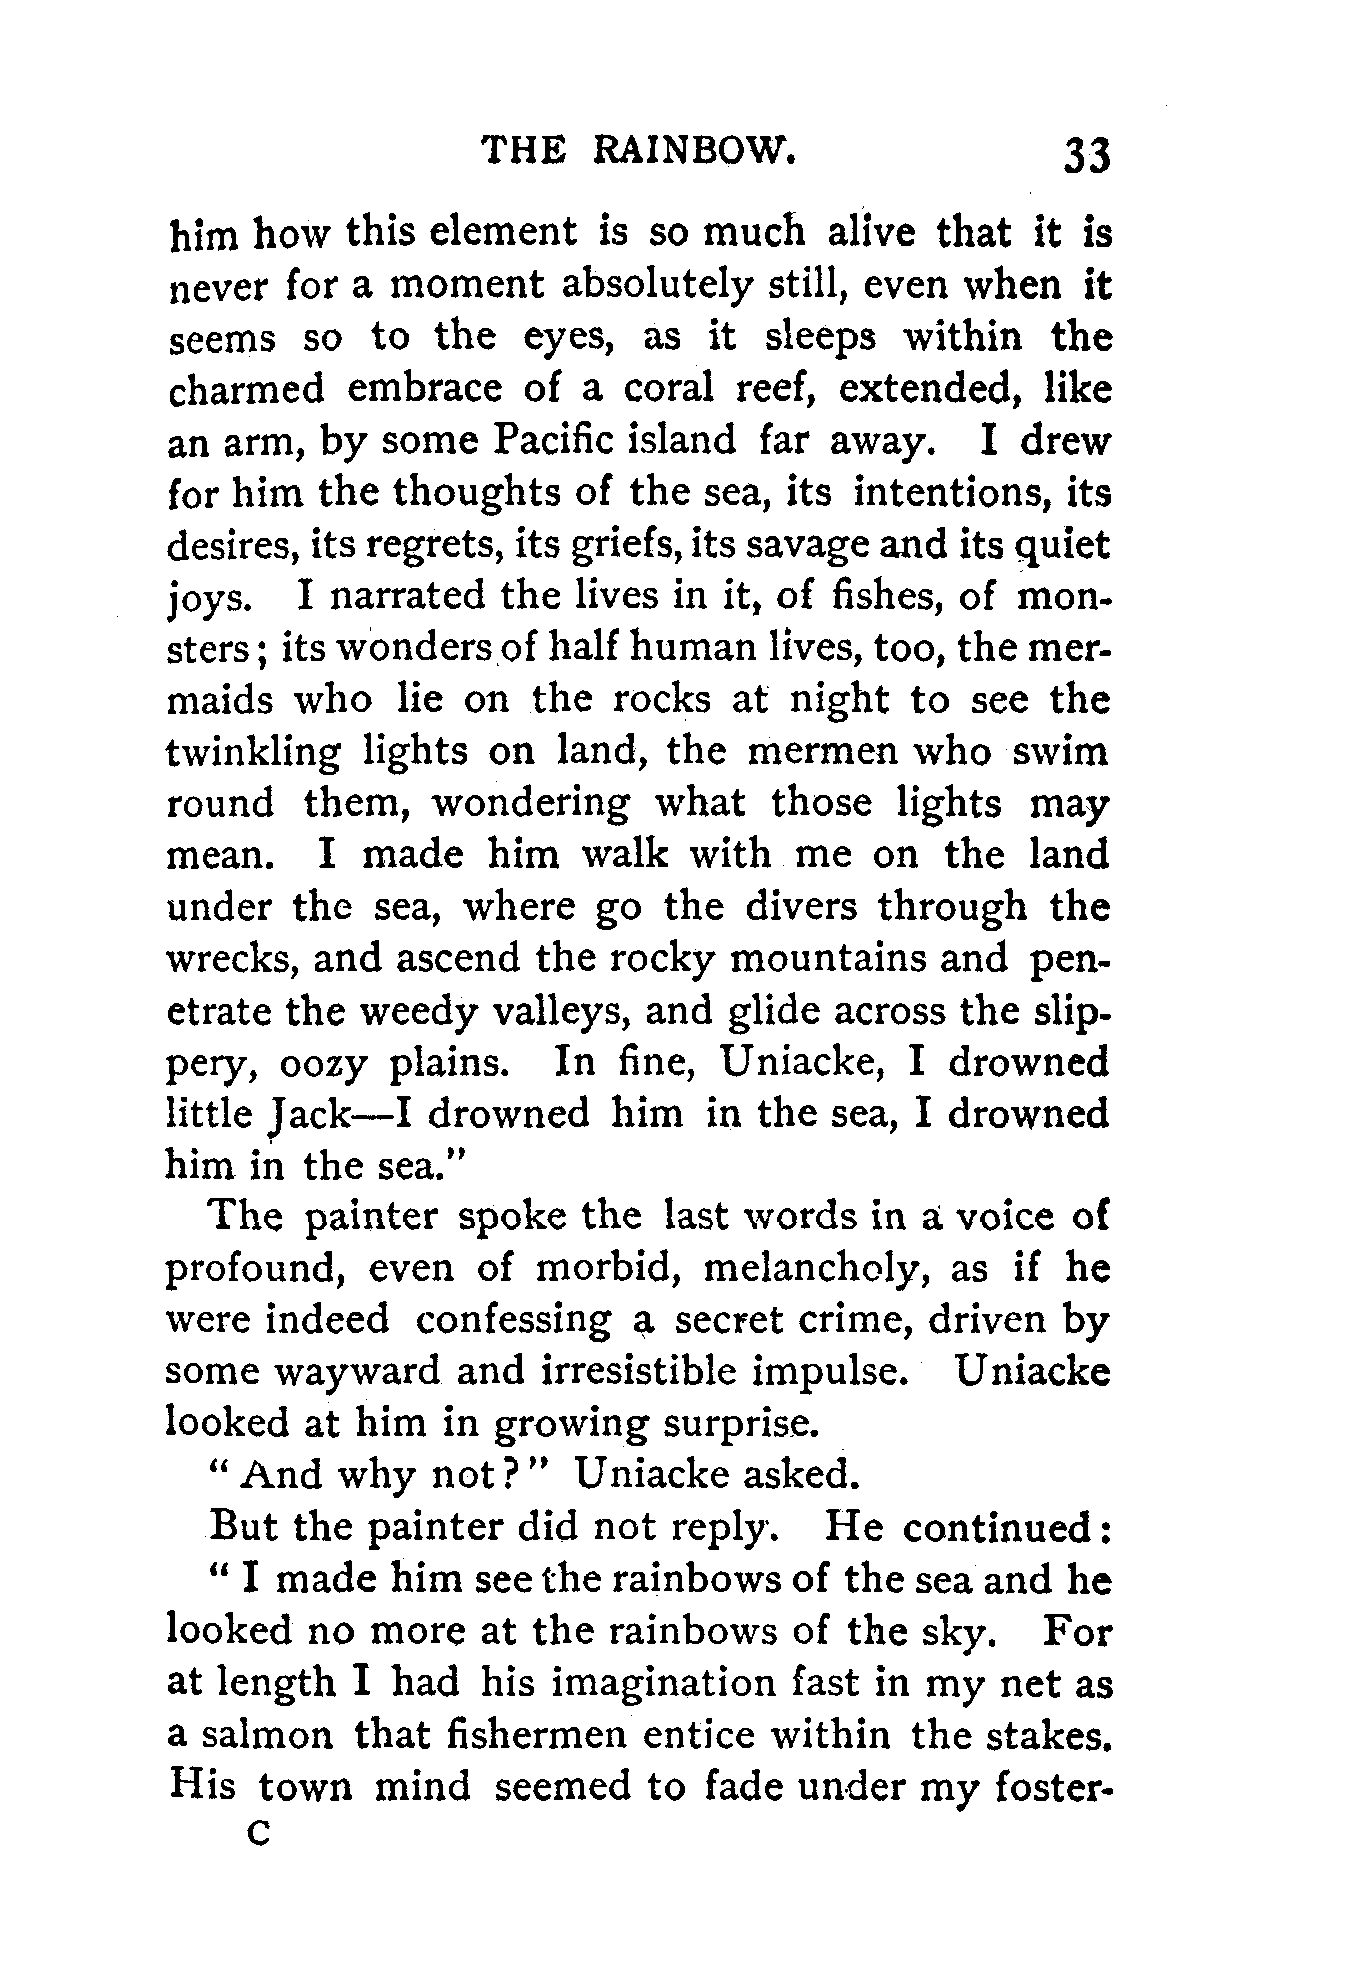 THE RAINBOW. 33
him how this element is so much alive that it is
never for a moment absolutely still, even when it
seems so to the eyes, as it sleeps within the
charmed embrace of a coral reef, extended, like
an arm, by some Pacific island far away. I drew
for him the thoughts of the sea, its intentions, its
desires, its regrets, its griefs, its savage and its quiet
joys. I narrated the lives in it, of fishes, of mon-
sters; its wonders of half human lives, too, the mer-
maids who lie on the rocks at night to see the
twinkling lights on land, the mermen who swim
round them, wondering what those lights may
mean. I made him walk with me on the land
under the sea, where go the divers through the
wrecks, and ascend the rocky mountains and pen-
etrate the weedy valleys, and glide across the slip-
pery, oozy plains. In fine, Uniacke, I drowned
little Jack—I drowned him in the sea, I drowned
him in the sea."
The painter spoke the last words in a voice of
profound, even of morbid, melancholy, as if he
were indeed confessing a secret crime, driven by
some wayward and irresistible impulse. Uniacke
looked at him in growing surprise.
"And why not?" Uniacke asked.
But the painter did not reply. He continued:
"I made him see the rainbows of the sea and he
looked no more at the rainbows of the sky. For
at length I had his imagination fast in my net as
a salmon that fishermen entice within the stakes.
His town mind seemed to fade under my foster-
C